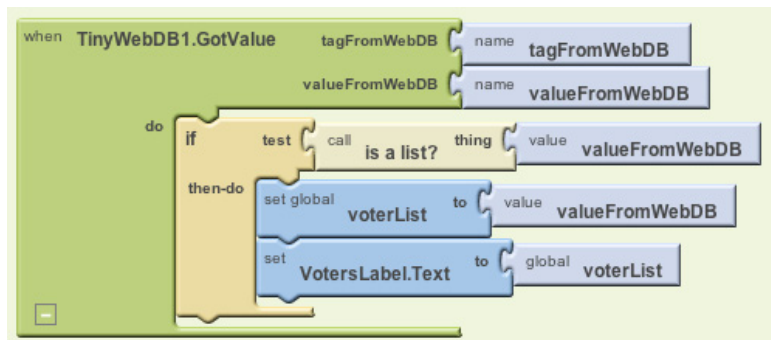 when TinyWebDB1.GotValue tagFromWebDB name tagFromWebDB
valueFromWebDB name valueFromWebDB
do if test call is a list? thing value valueFromWebDB
then-do set global voterList to value valueFromWebDB
set VotersLabel.Text to global voterList